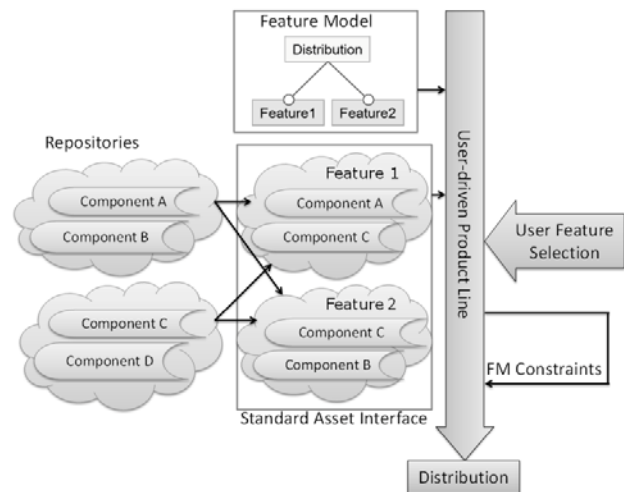 Feature Model
Distribution
Feature1
Feature2
Repositories
Component A
Component B
Component C
Component D
Feature 1
Component A
Component C
Feature 2
Component C
Component B
Standard Asset Interface
User-driven Product Line
User Feature
Selection
FM Constraints
Distribution